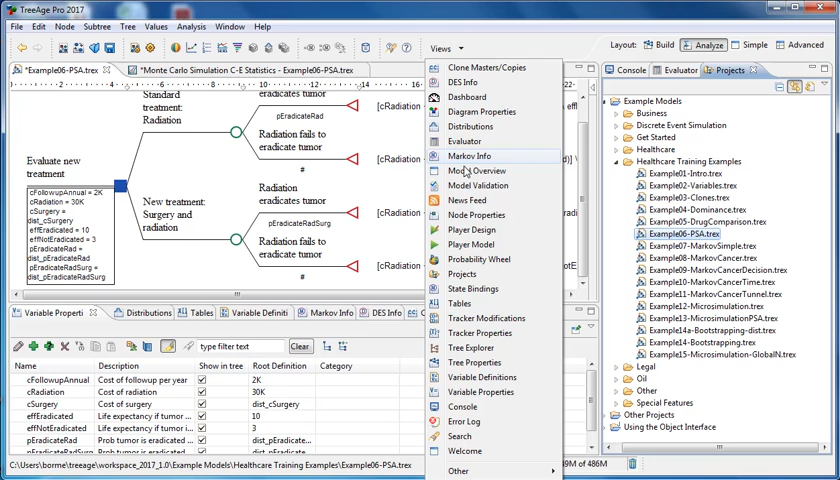 TreeAge Pro 2017
File Edit Node Subtree Tree Values Analysis Window Help
Views
Layout: Build Analyze Simple Advanced
*Example06-PSA.trex
*Monte Carlo Simulation C-E Statistics - Example06-PSA.trex
Standard
treatment:
Radiation
eradicates tumor
pEradicateRad
Radiation fails to
eradicate tumor
#
[cRadiation
[cRadiation
Evaluate new
treatment
cFollowupAnnual = 2K
cRadiation = 30K
cSurgery =
dist_cSurgery
effEradicated = 10
effNotEradicated = 3
pEradicateRad =
dist_pEradicateRad
pEradicateRadSurg =
dist_pEradicateRadSurg
New treatment:
Surgery and
radiation
Radiation
eradicates tumor
pEradicateRadSurg
Radiation fails to
eradicate tumor
#
[cRadiation
[cRadiation
Clone Masters/Copies
DES Info
Dashboard
Diagram Properties
Distributions
Evaluator
Markov Info
Model Overview
Model Validation
News Feed
Node Properties
Player Design
Player Model
Probability Wheel
Projects
State Bindings
Tables
Tracker Modifications
Tracker Properties
Tree Explorer
Tree Properties
Variable Definitions
Variable Properties
Console
Error Log
Search
Welcome
Other
Console Evaluator Projects
Example Models
Business
Discrete Event Simulation
Get Started
Healthcare
Healthcare Training Examples
Example01-Intro.trex
Example02-Variables.trex
Example03-Clones.trex
Example04-Dominance.trex
Example05-DrugComparison.trex
Example06-PSA.trex
Example07-MarkovSimple.trex
Example08-MarkovCancer.trex
Example09-MarkovCancerDecision.trex
Example10-MarkovCancerTime.trex
Example11-MarkovCancerTunnel.trex
Example12-Microsimulation.trex
Example13-MicrosimulationPSA.trex
Example14a-Bootstrapping-dist.trex
Example14-Bootstrapping.trex
Example15-Microsimulation-GlobalN.trex
Legal
Oil
Other
Special Features
Other Projects
Using the Object Interface
Variable Properti Distributions Tables Variable Definiti Markov Info DES Info
type filter text Clear
Name Description Show in tree Root Definition Category
cFollowupAnnual Cost of followup per year 2K
cRadiation Cost of radiation 30K
cSurgery Cost of surgery dist_cSurgery
effEradicated Life expectancy if tumor ... 10
effNotEradicated Life expectancy if tumor i... 3
pEradicateRad Prob tumor is eradicated ... dist_pEradicate...
C:\Users\borme\treeage\workspace_2017_1.0\Example Models\Healthcare Training Examples\Example06-PSA.trex
49M of 486M